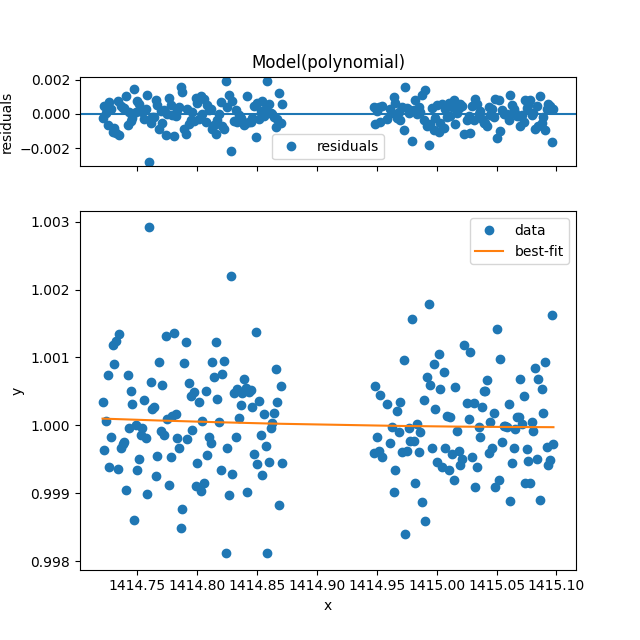 Model(polynomial)
0.002
0.000
−0.002
residuals
residuals
1.003
1.002
1.001
1.000
0.999
0.998
y
data
best-fit
1414.75 1414.80 1414.85 1414.90 1414.95 1415.00 1415.05 1415.10
x